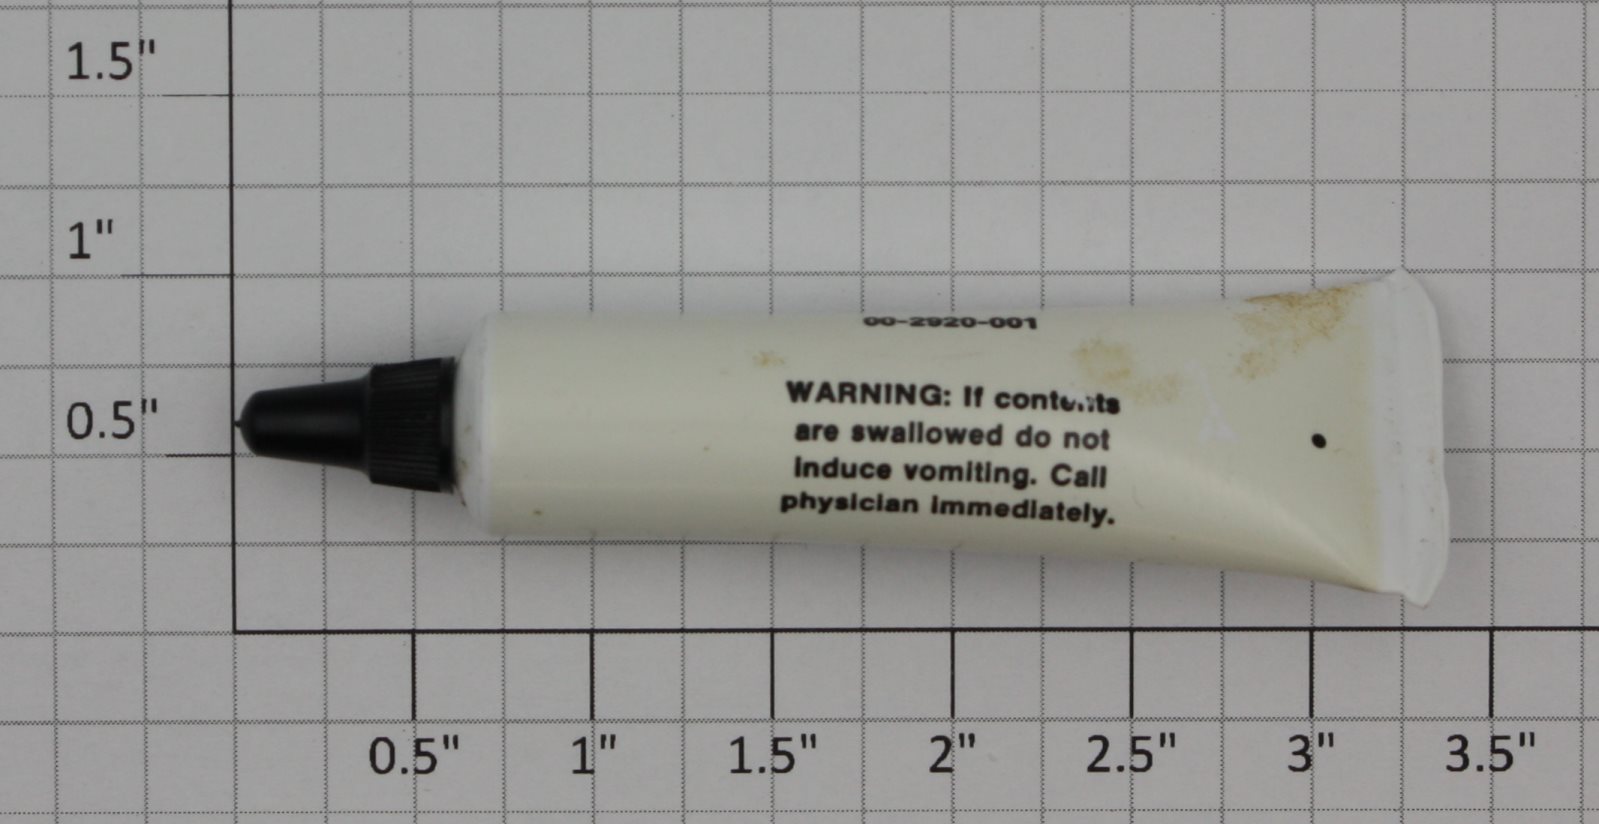 1.5"
1"
0.5"
00-2920-001
WARNING: If contents
are swallowed do not
induce vomiting. Call
physician immediately.
0.5" 1" 1.5" 2" 2.5" 3" 3.5"